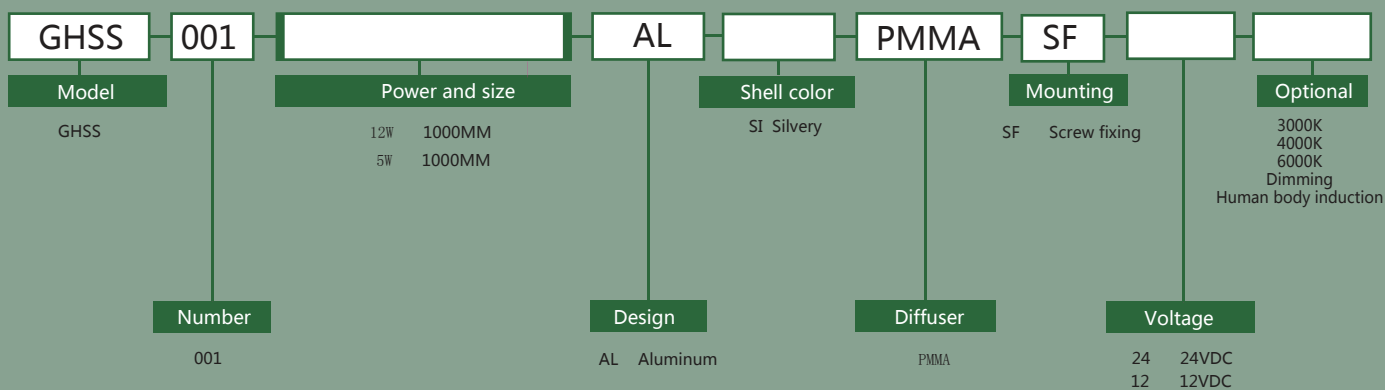 GHSS 001 AL PMMA SF
Model Power and size Shell color Mounting Optional
GHSS
12W 1000MM
5W 1000MM
SI Silvery
SF Screw fixing
3000K
4000K
6000K
Dimming
Human body induction
Number Design Diffuser Voltage
001
AL Aluminum
PMMA
24 24VDC
12 12VDC